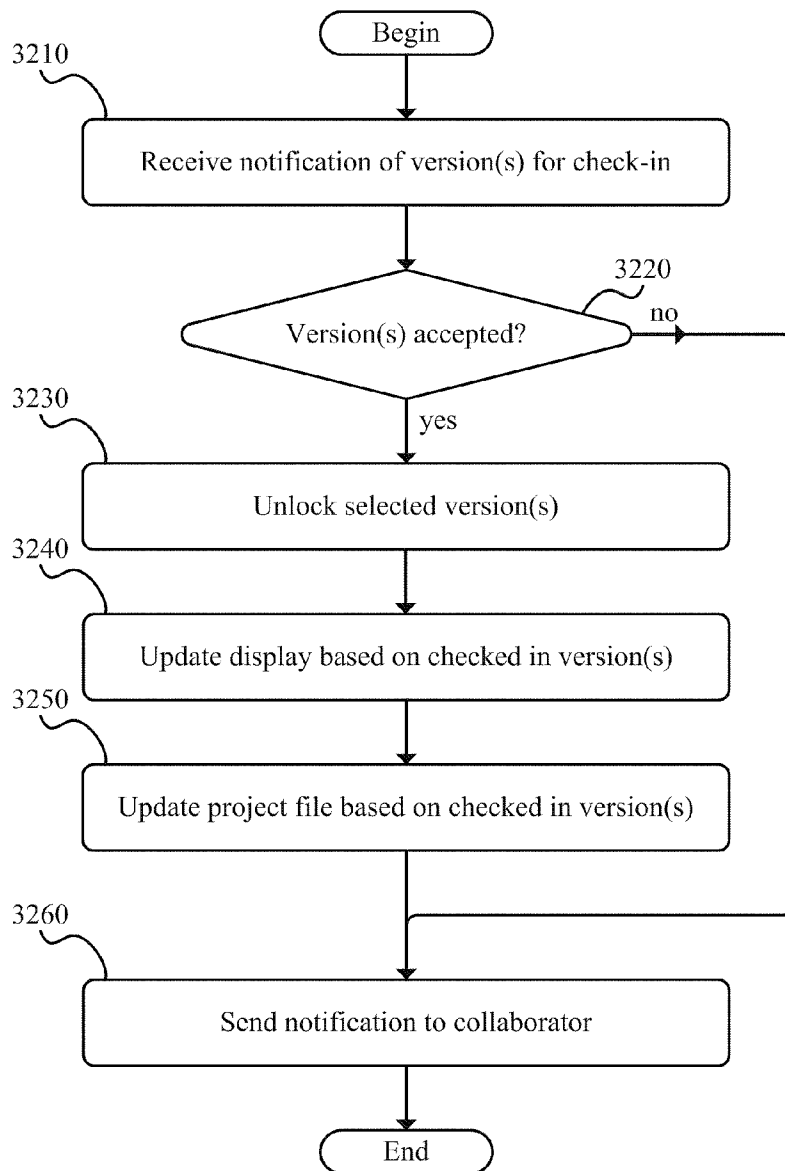 Begin
3210
Receive notification of version(s) for check-in
3220
Version(s) accepted?
no
yes
3230
Unlock selected version(s)
3240
Update display based on checked in version(s)
3250
Update project file based on checked in version(s)
3260
Send notification to collaborator
End